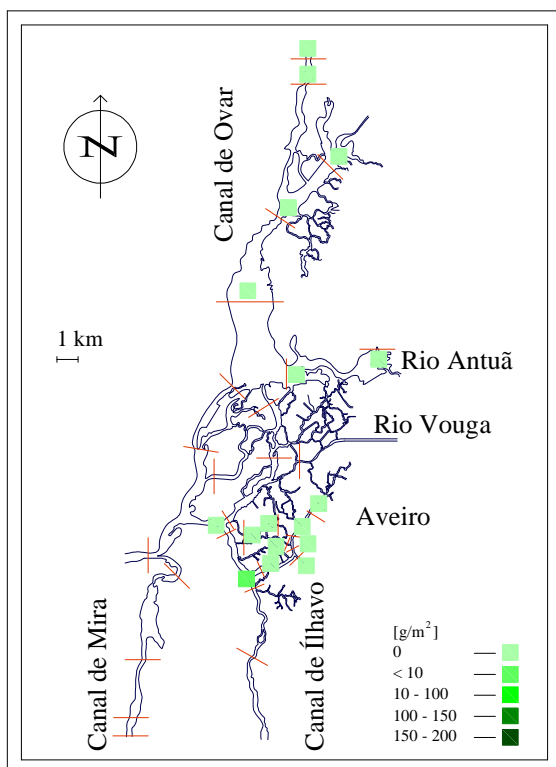 Canal de Ovar
N
1 km
Rio Antuã
Rio Vouga
Aveiro
Canal de Mira
Canal de Ílhavo
[g/m²]
0
< 10
10 - 100
100 - 150
150 - 200